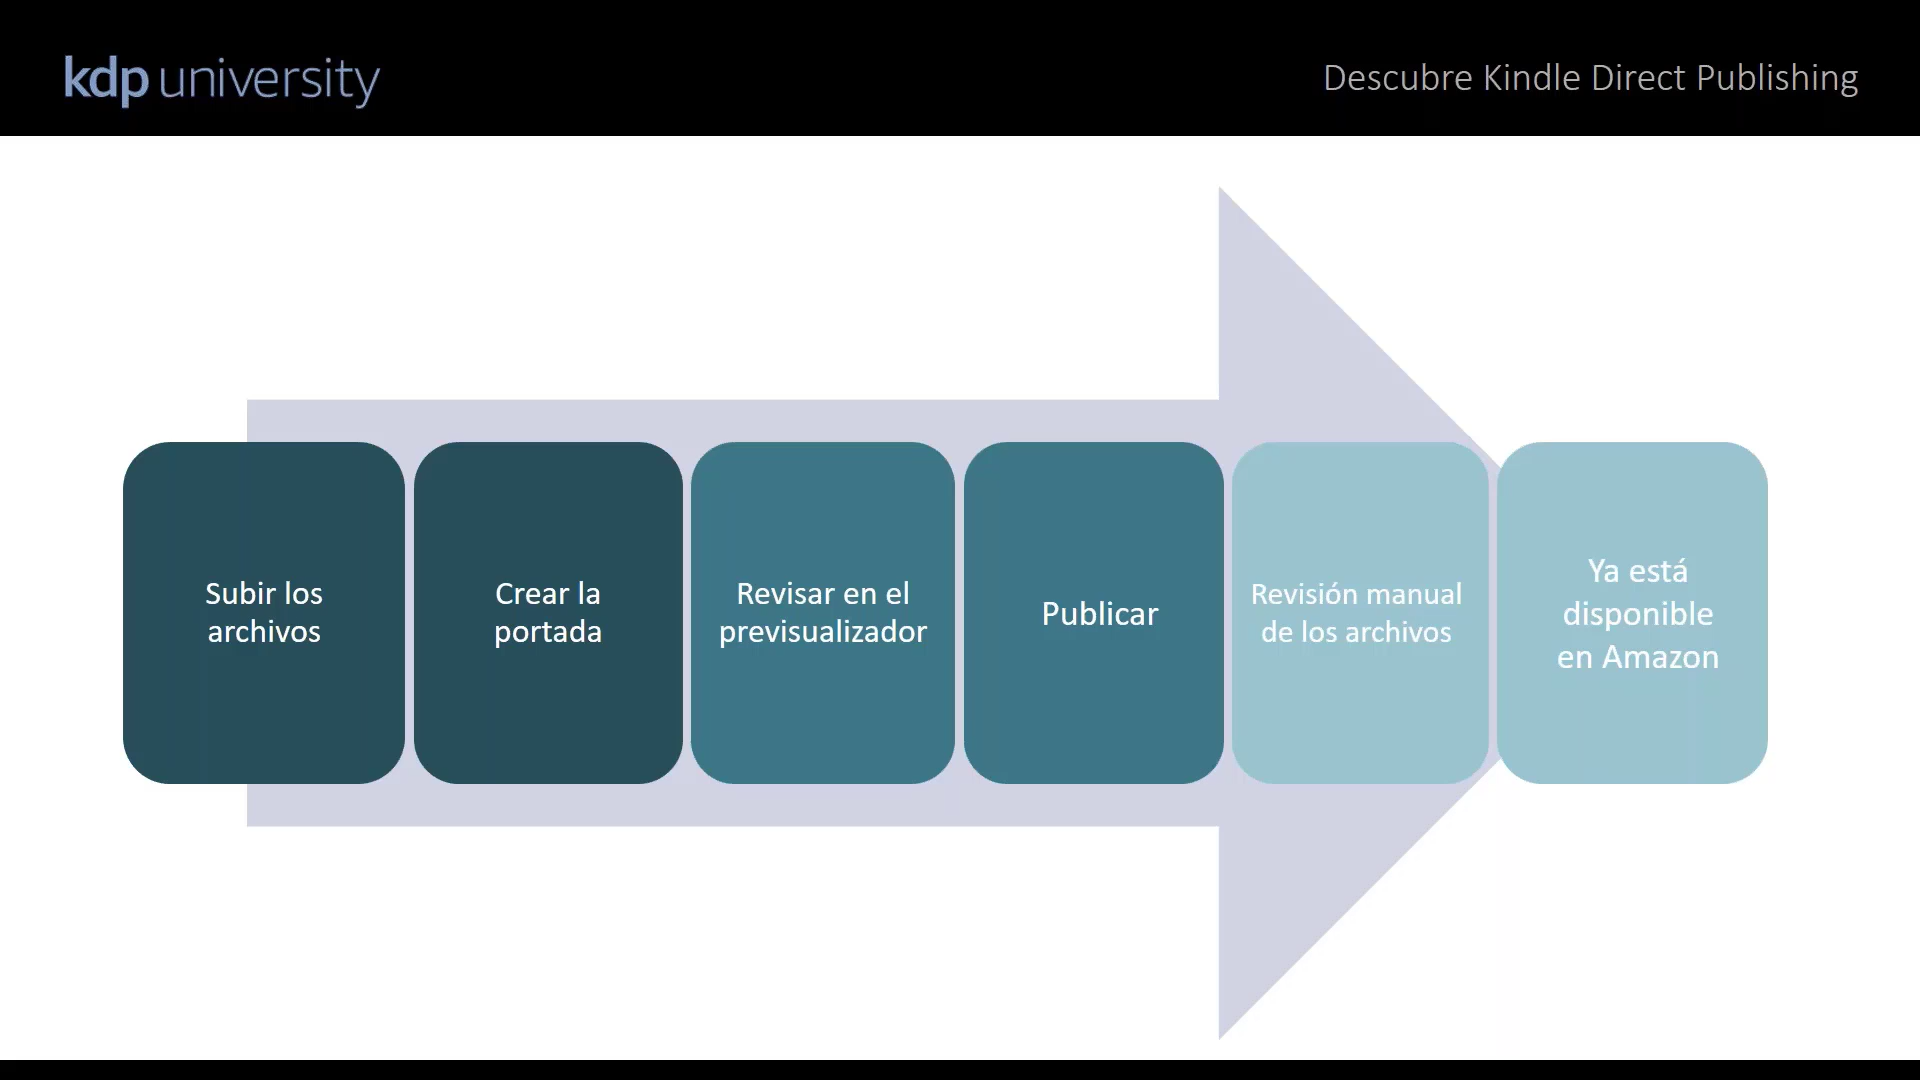 kdp university
Descubre Kindle Direct Publishing
Subir los
archivos
Crear la
portada
Revisar en el
previsualizador
Publicar
Revisión manual
de los archivos
Ya está
disponible
en Amazon